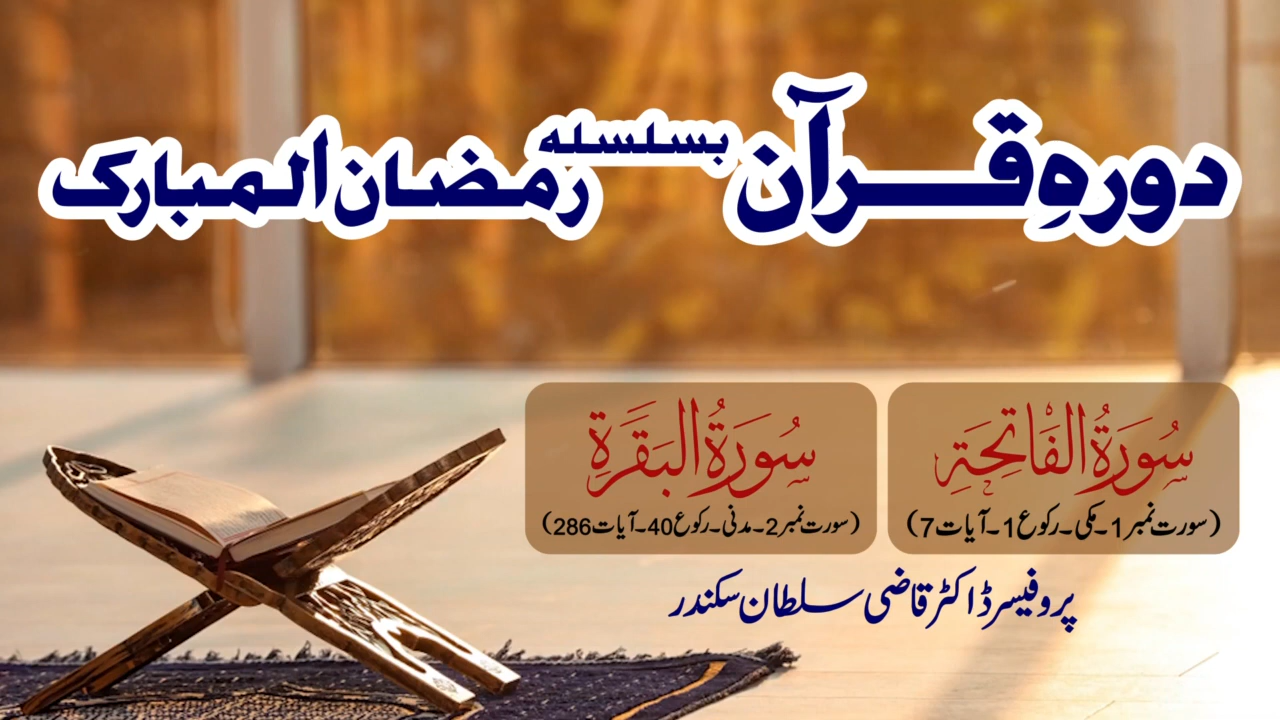 دورہِ قرآن بسلسلہ رمضان المبارک
سُورَةُ الفَاتِحَةِ
(سورت نمبر 1۔ مکی۔ رکوع 1۔ آیات 7)
سُورَةُ البَقَرَةِ
(سورت نمبر 2۔ مدنی۔ رکوع 40۔ آیات 286)
پروفیسر ڈاکٹر قاضی سلطان سکندر